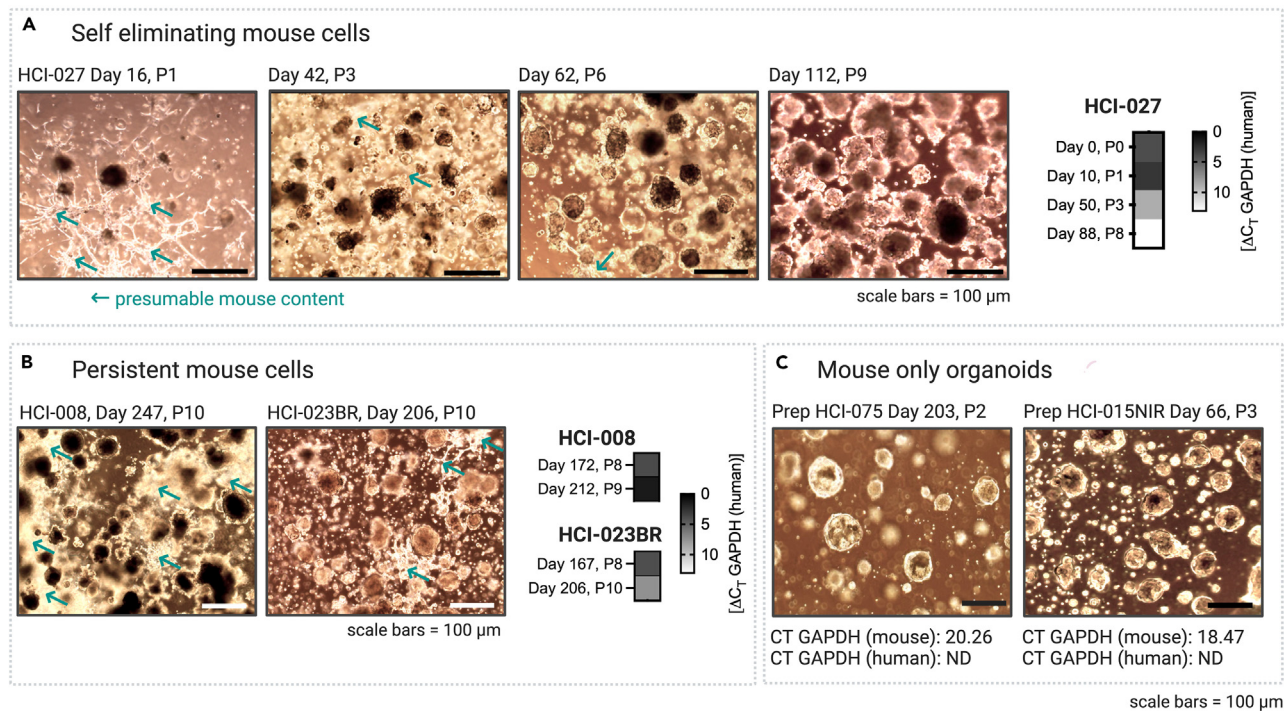 A
Self eliminating mouse cells
HCI-027 Day 16, P1
Day 42, P3
Day 62, P6
Day 112, P9
← presumable mouse content
scale bars = 100 µm
HCI-027
Day 0, P0
Day 10, P1
Day 50, P3
Day 88, P8
0
5
10
[ΔCT GAPDH (human)]
B
Persistent mouse cells
HCI-008, Day 247, P10
HCI-023BR, Day 206, P10
scale bars = 100 µm
HCI-008
Day 172, P8
Day 212, P9
HCI-023BR
Day 167, P8
Day 206, P10
0
5
10
[ΔCT GAPDH (human)]
C
Mouse only organoids
Prep HCI-075 Day 203, P2
Prep HCI-015NIR Day 66, P3
CT GAPDH (mouse): 20.26
CT GAPDH (human): ND
CT GAPDH (mouse): 18.47
CT GAPDH (human): ND
scale bars = 100 µm